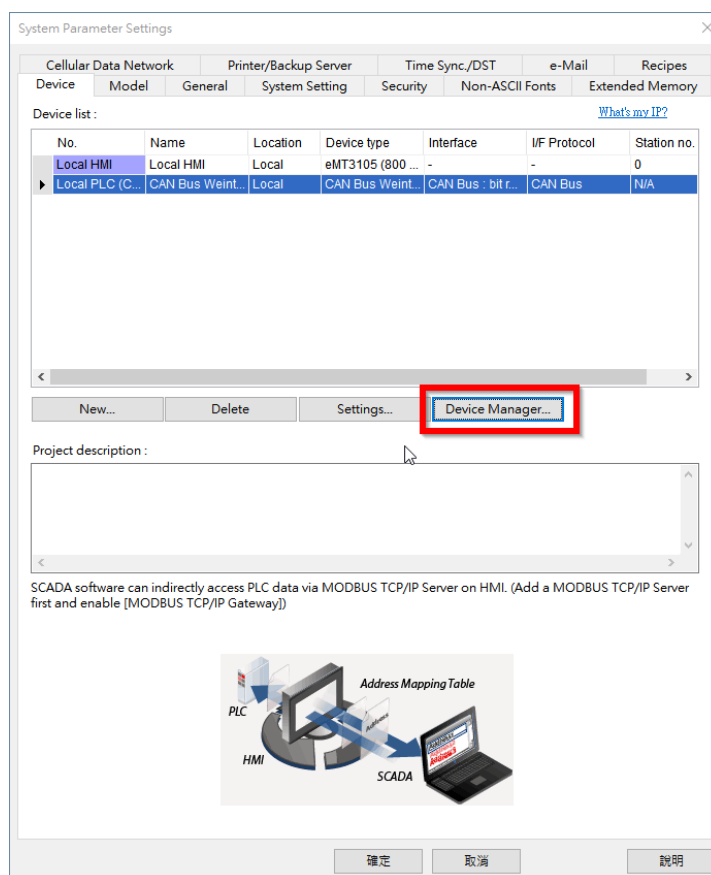 System Parameter Settings
Cellular Data Network Printer/Backup Server Time Sync./DST e-Mail Recipes
Device Model General System Setting Security Non-ASCII Fonts Extended Memory
Device list :
What's my IP?
No. Name Location Device type Interface I/F Protocol Station no.
Local HMI Local HMI Local eMT3105 (800 ... - - 0
Local PLC (C... CAN Bus Weint... Local CAN Bus Weint... CAN Bus : bit r... CAN Bus N/A
New... Delete Settings... Device Manager...
Project description :
SCADA software can indirectly access PLC data via MODBUS TCP/IP Server on HMI. (Add a MODBUS TCP/IP Server
first and enable [MODBUS TCP/IP Gateway])
Address Mapping Table
PLC
Address
HMI
SCADA
確定 取消 說明